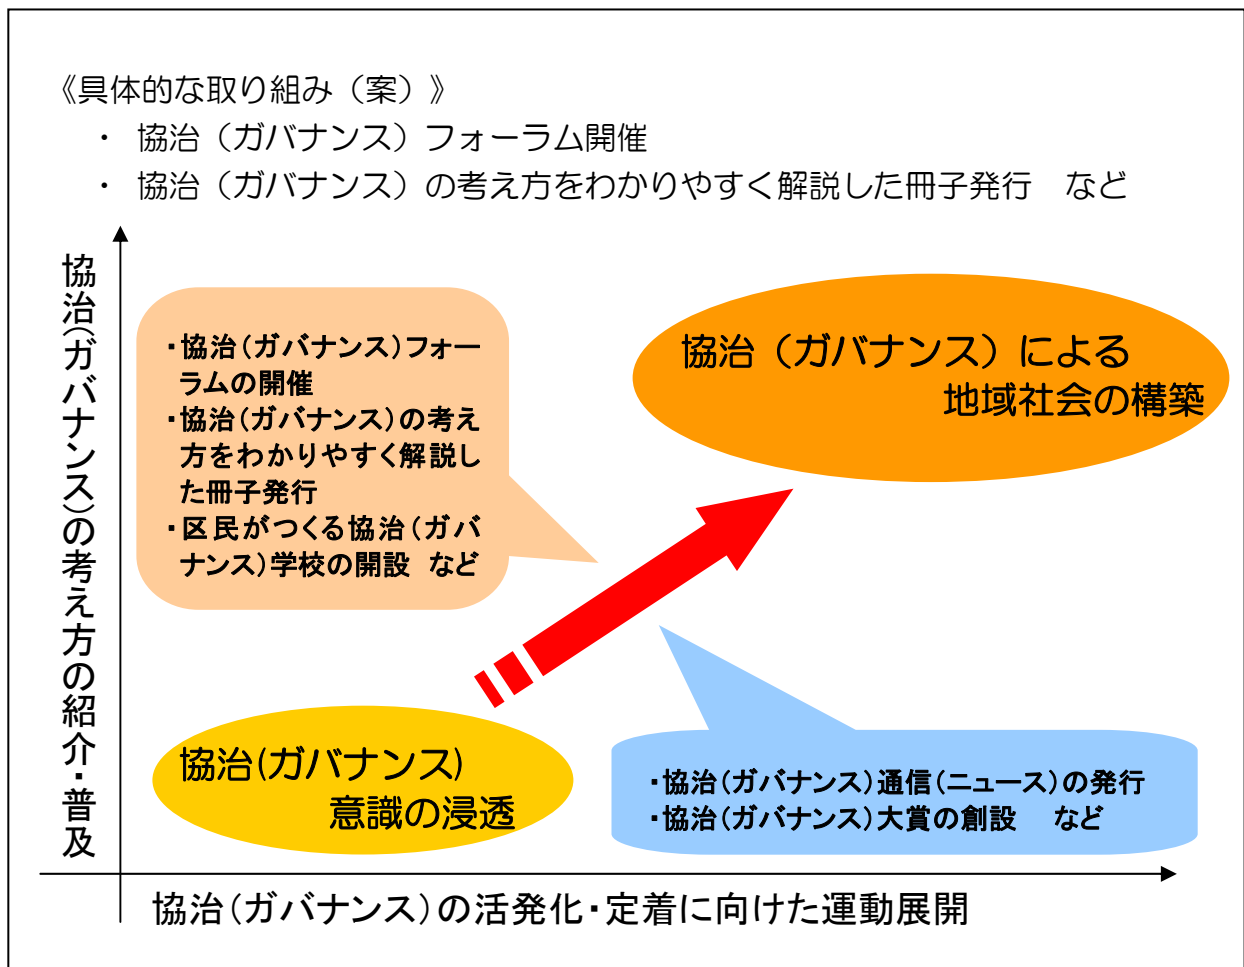 《具体的な取り組み（案）》
・ 協治（ガバナンス）フォーラム開催
・ 協治（ガバナンス）の考え方をわかりやすく解説した冊子発行　など
協治(ガバナンス)の考え方の紹介・普及
・協治(ガバナンス)フォー
ラムの開催
・協治(ガバナンス)の考え
方をわかりやすく解説し
た冊子発行
・区民がつくる協治(ガバ
ナンス)学校の開設 など
協治（ガバナンス）による
地域社会の構築
協治(ガバナンス)
意識の浸透
・協治(ガバナンス)通信(ニュース)の発行
・協治(ガバナンス)大賞の創設　など
協治(ガバナンス)の活発化・定着に向けた運動展開